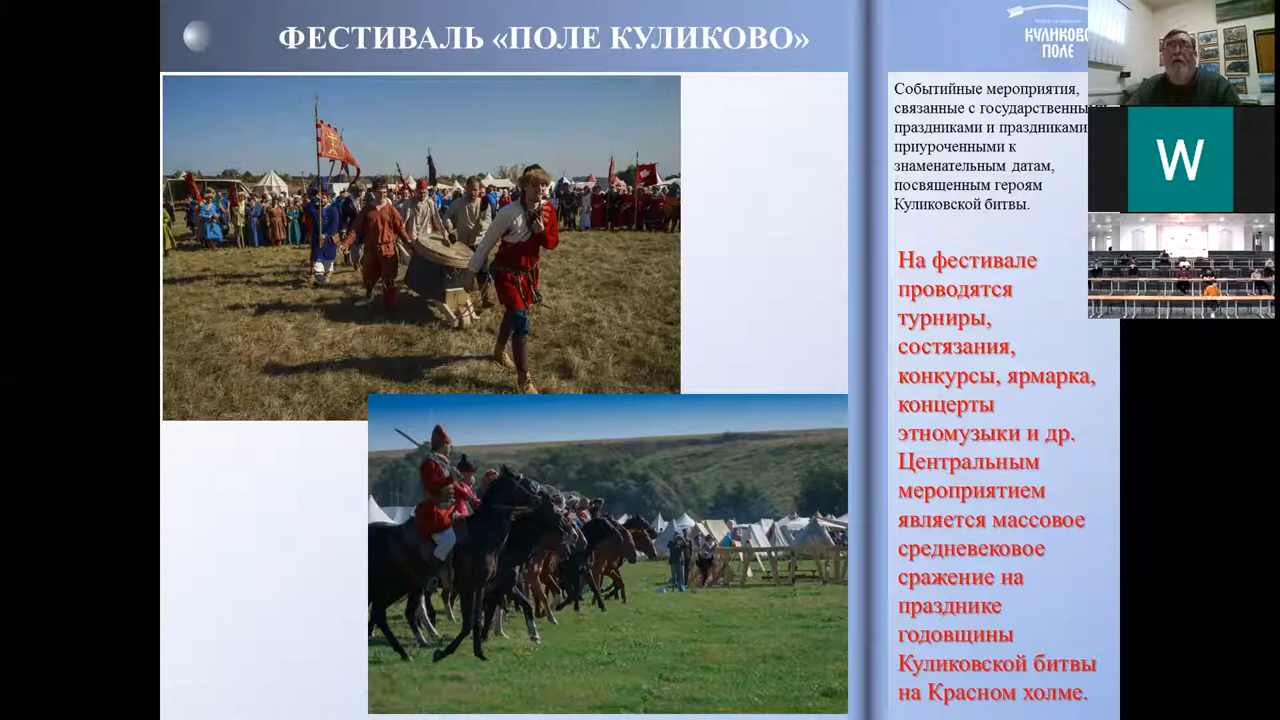 ФЕСТИВАЛЬ «ПОЛЕ КУЛИКОВО»
КУЛИКОВО
ПОЛЕ
Событийные мероприятия,
связанные с государственными
праздниками и праздниками
приуроченными к
знаменательным датам,
посвященным героям
Куликовской битвы.
W
На фестивале
проводятся
турниры,
состязания,
конкурсы, ярмарка,
концерты
этномузыки и др.
Центральным
мероприятием
является массовое
средневековое
сражение на
празднике
годовщины
Куликовской битвы
на Красном холме.